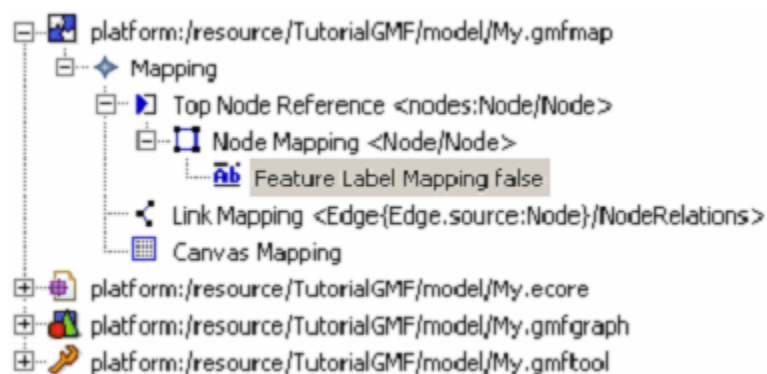 platform:/resource/TutorialGMF/model/My.gmfmap
Mapping
Top Node Reference <nodes:Node/Node>
Node Mapping <Node/Node>
Feature Label Mapping false
Link Mapping <Edge{Edge.source:Node}/NodeRelations>
Canvas Mapping
platform:/resource/TutorialGMF/model/My.ecore
platform:/resource/TutorialGMF/model/My.gmfgraph
platform:/resource/TutorialGMF/model/My.gmftool